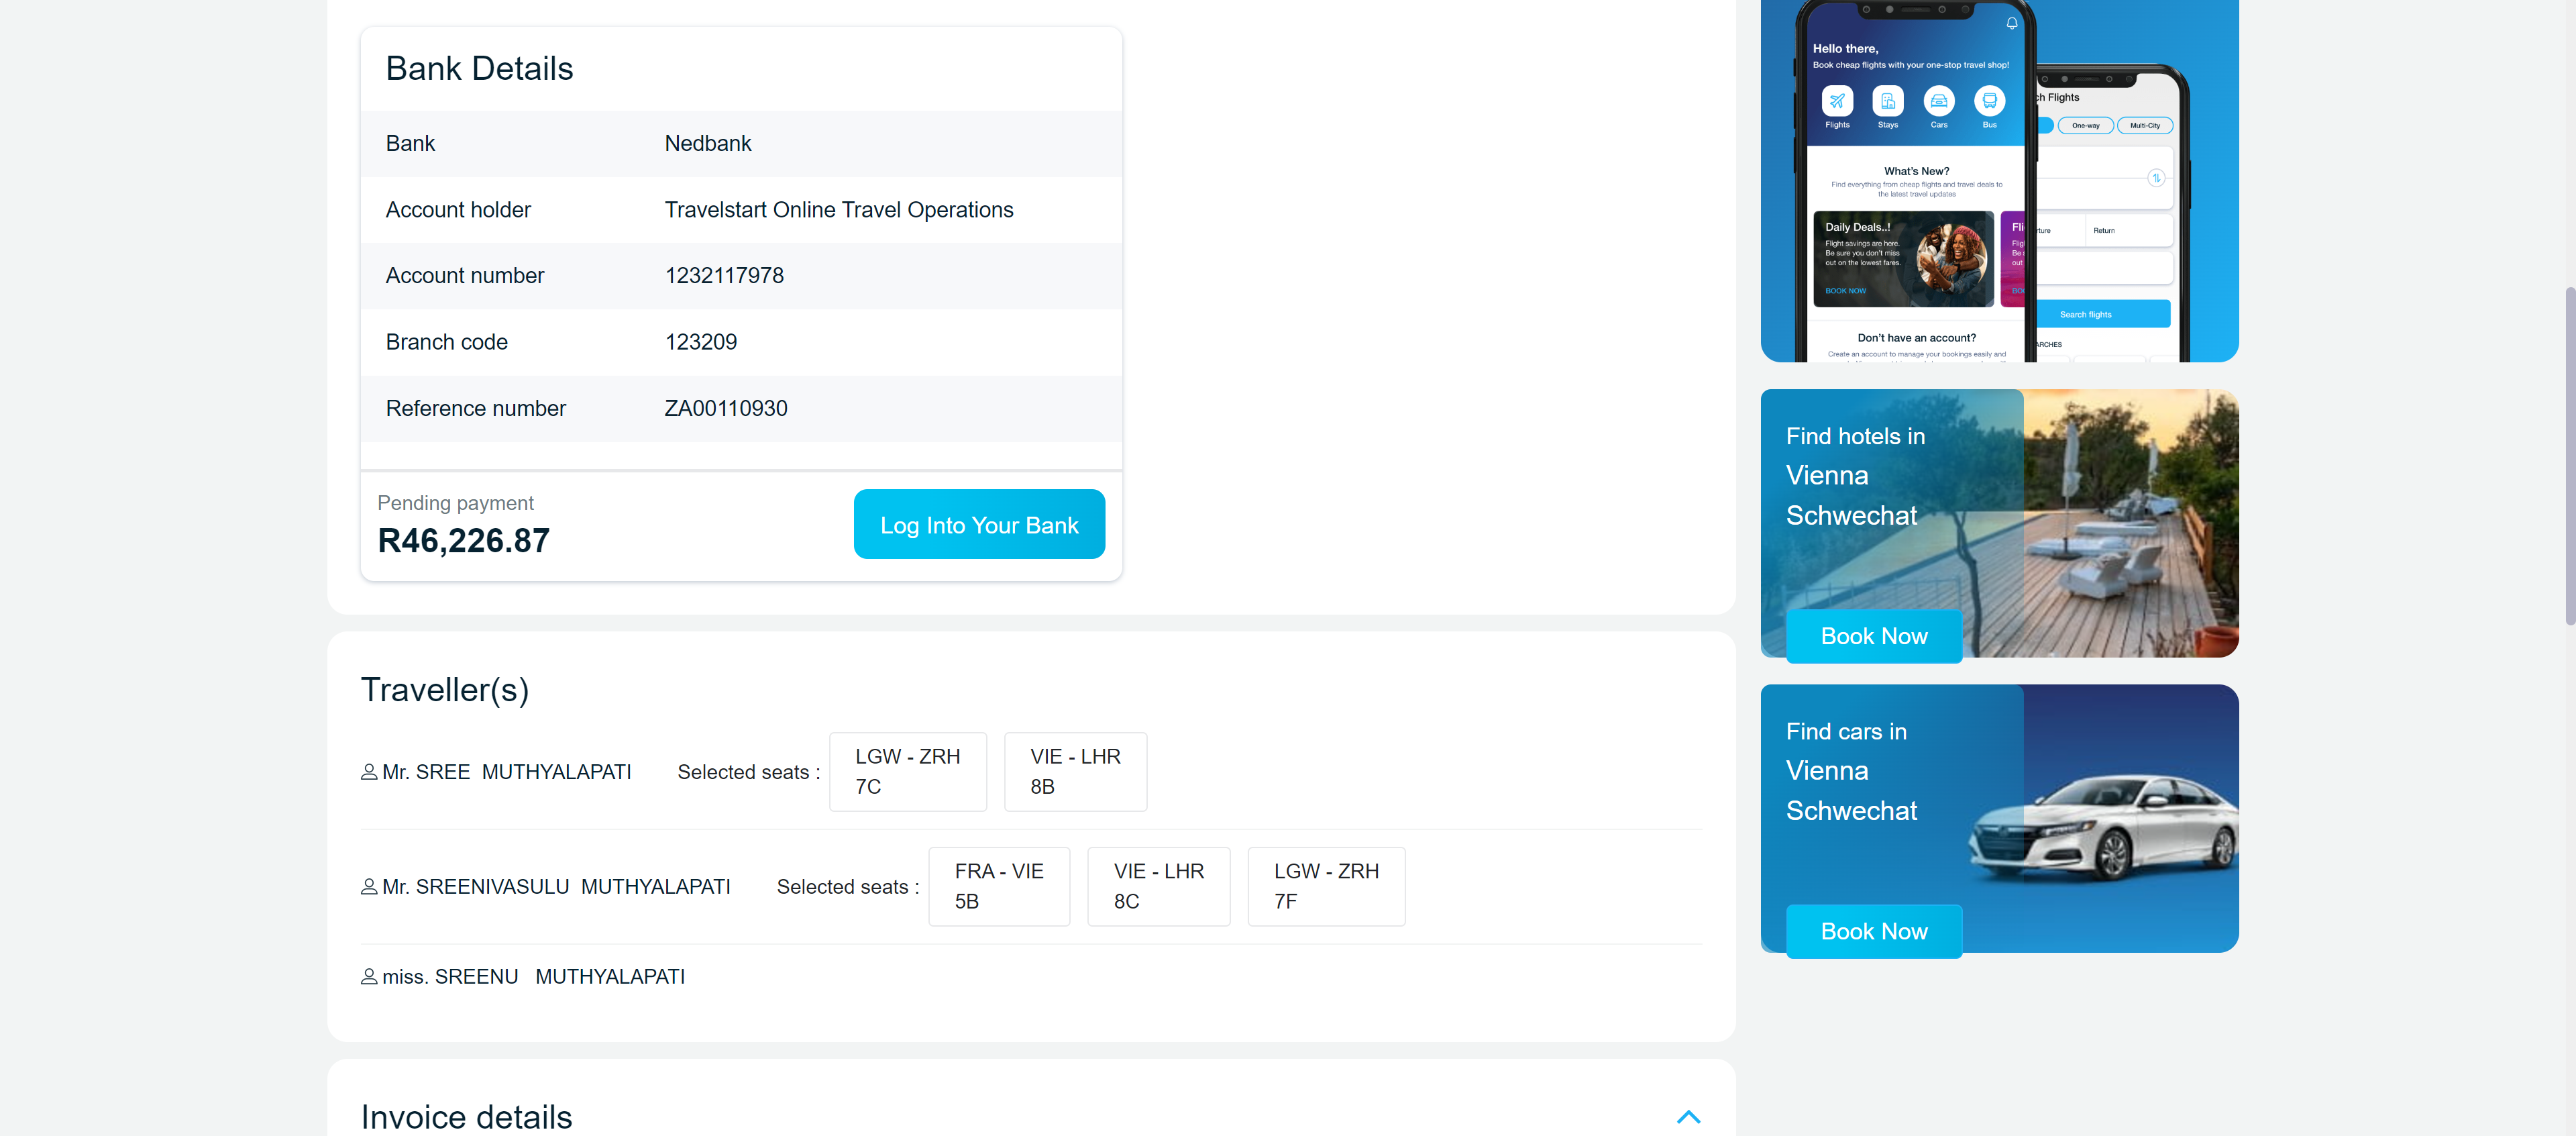 Bank Details
Bank Nedbank
Account holder Travelstart Online Travel Operations
Account number 1232117978
Branch code 123209
Reference number ZA00110930
Pending payment
R46,226.87
Log Into Your Bank
Traveller(s)
Mr. SREE MUTHYALAPATI Selected seats :
LGW - ZRH
7C
VIE - LHR
8B
Mr. SREENIVASULU MUTHYALAPATI Selected seats :
FRA - VIE
5B
VIE - LHR
8C
LGW - ZRH
7F
miss. SREENU MUTHYALAPATI
Invoice details
Hello there,
Book cheap flights with your one-stop travel shop!
Flights Stays Cars Bus
What's New?
Find everything from cheap flights and travel deals to
the latest travel updates
Daily Deals..!
Flight savings are here.
Be sure you don't miss
out on the lowest fares.
BOOK NOW
Fli
Flig
Be s
out
BO
Don't have an account?
Create an account to manage your bookings easily and
ch Flights
One-way Multi-City
rture Return
Search flights
ARCHES
Find hotels in
Vienna
Schwechat
Book Now
Find cars in
Vienna
Schwechat
Book Now